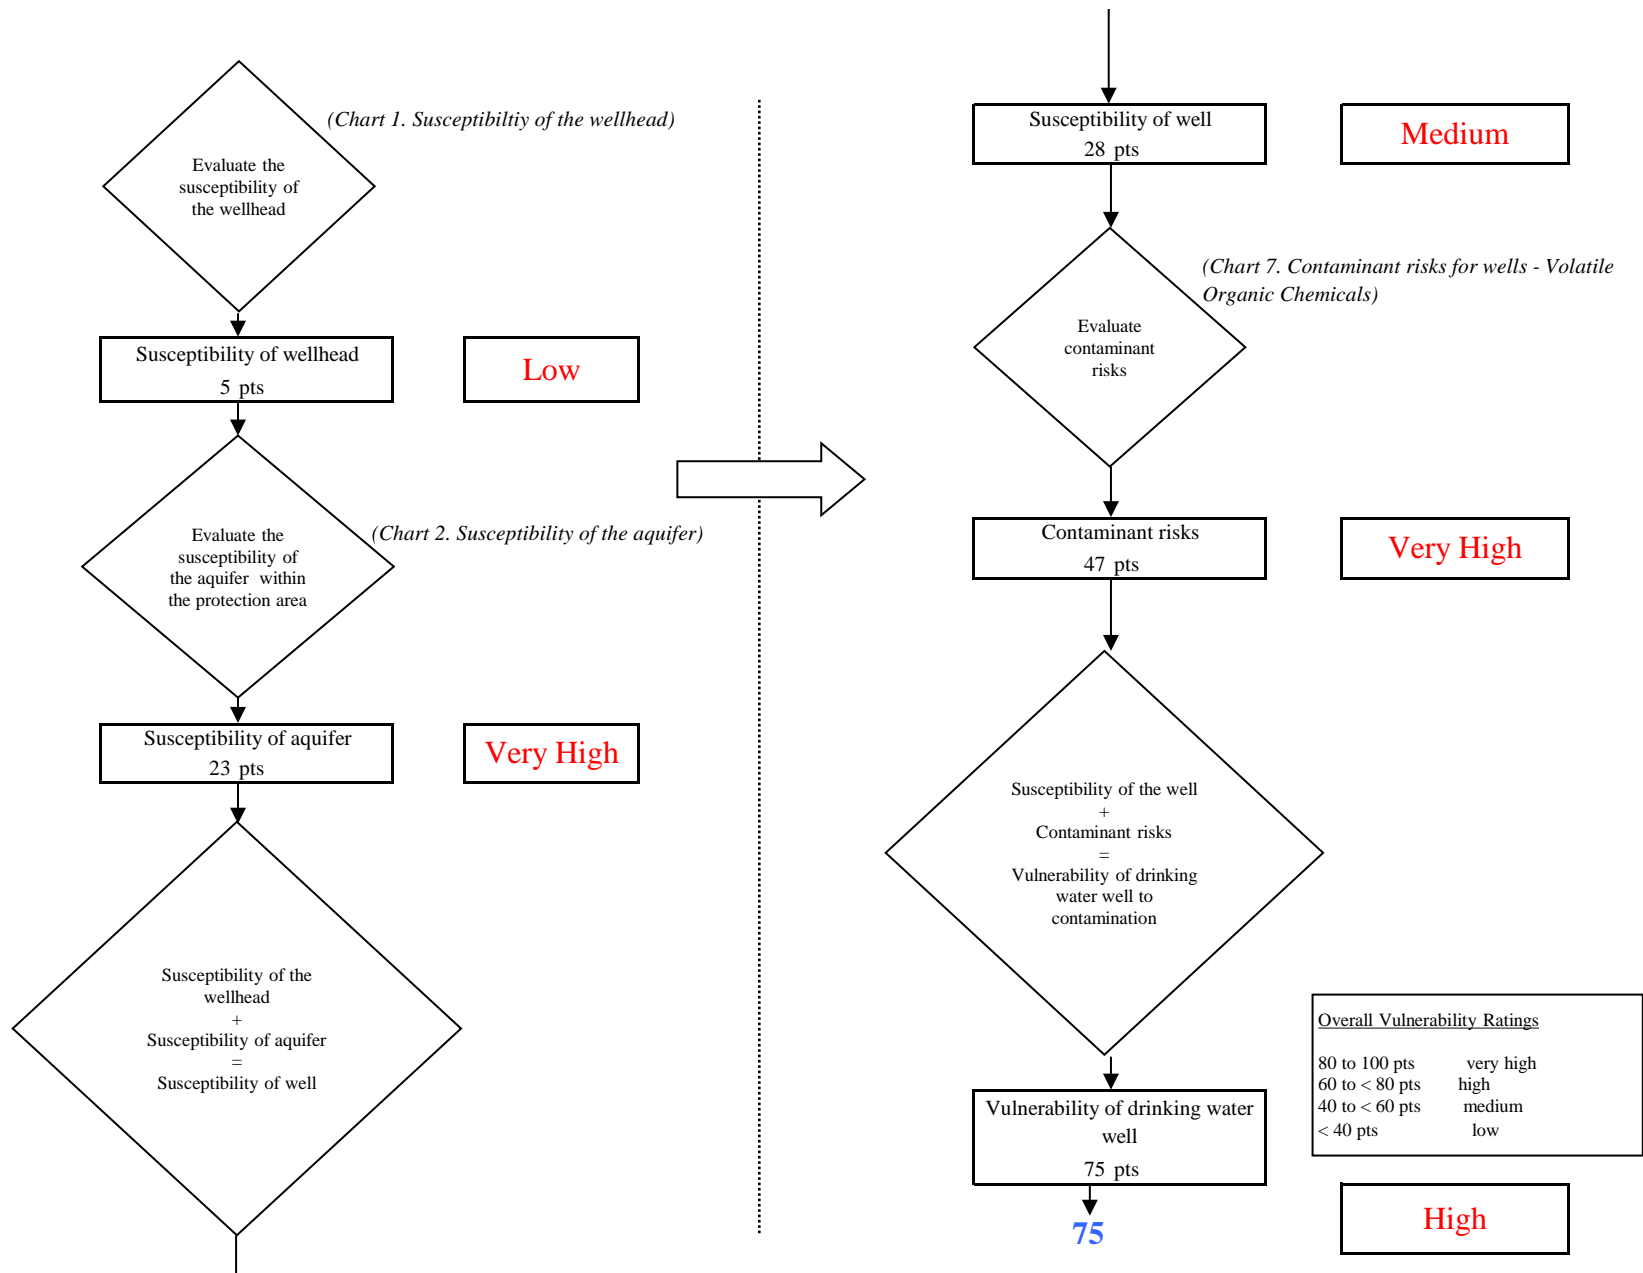 (Chart 1. Susceptibiltiy of the wellhead)
Evaluate the
susceptibility of
the wellhead
Susceptibility of wellhead
5 pts
Low
Evaluate the
susceptibility of
the aquifer within
the protection area
(Chart 2. Susceptibility of the aquifer)
Susceptibility of aquifer
23 pts
Very High
Susceptibility of the
wellhead
+
Susceptibility of aquifer
=
Susceptibility of well
Susceptibility of well
28 pts
Medium
(Chart 7. Contaminant risks for wells - Volatile
Organic Chemicals)
Evaluate
contaminant
risks
Contaminant risks
47 pts
Very High
Susceptibility of the well
+
Contaminant risks
=
Vulnerability of drinking
water well to
contamination
Overall Vulnerability Ratings
80 to 100 pts very high
60 to < 80 pts high
40 to < 60 pts medium
< 40 pts low
Vulnerability of drinking water
well
75 pts
75
High